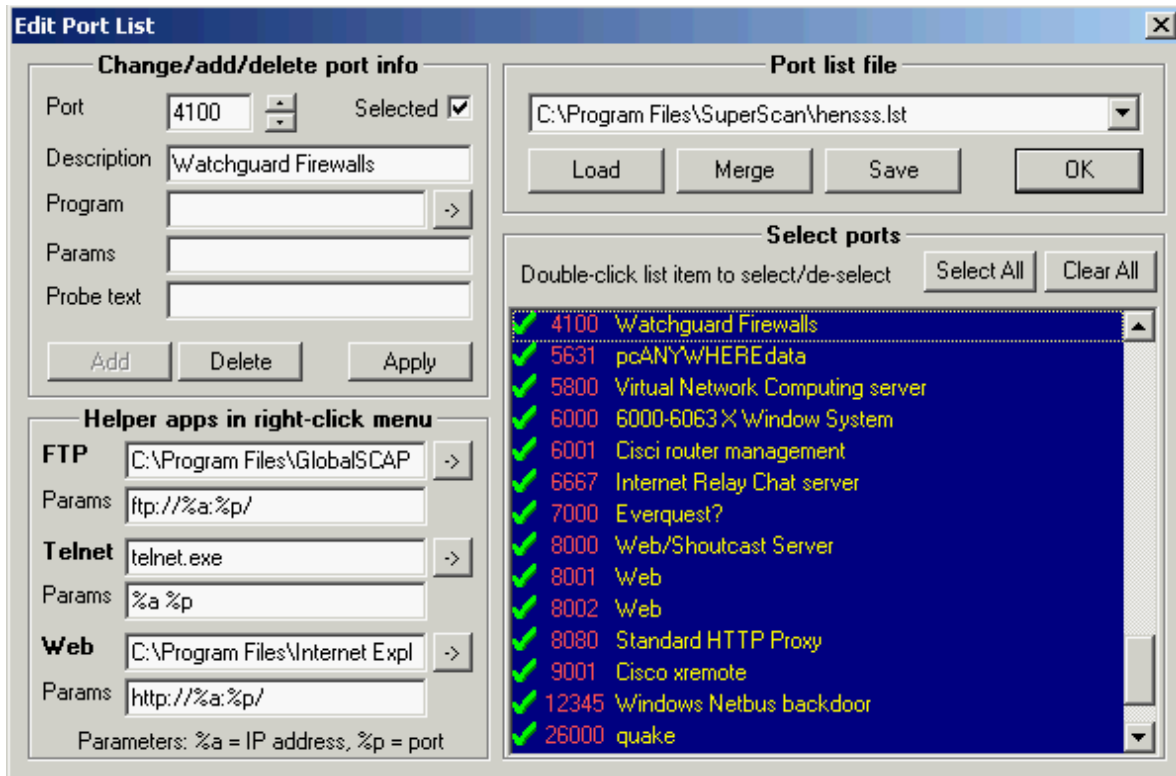 Edit Port List
Change/add/delete port info
Port 4100 Selected
Description Watchguard Firewalls
Program ->
Params
Probe text
Add Delete Apply
Helper apps in right-click menu
FTP C:\Program Files\GlobalSCAP ->
Params ftp://%a:%p/
Telnet telnet.exe ->
Params %a %p
Web C:\Program Files\Internet Expl ->
Params http://%a:%p/
Parameters: %a = IP address, %p = port
Port list file
C:\Program Files\SuperScan\hensss.lst
Load Merge Save OK
Select ports
Double-click list item to select/de-select Select All Clear All
4100 Watchguard Firewalls
5631 pcANYWHEREdata
5800 Virtual Network Computing server
6000 6000-6063 X Window System
6001 Cisci router management
6667 Internet Relay Chat server
7000 Everquest?
8000 Web/Shoutcast Server
8001 Web
8002 Web
8080 Standard HTTP Proxy
9001 Cisco xremote
12345 Windows Netbus backdoor
26000 quake